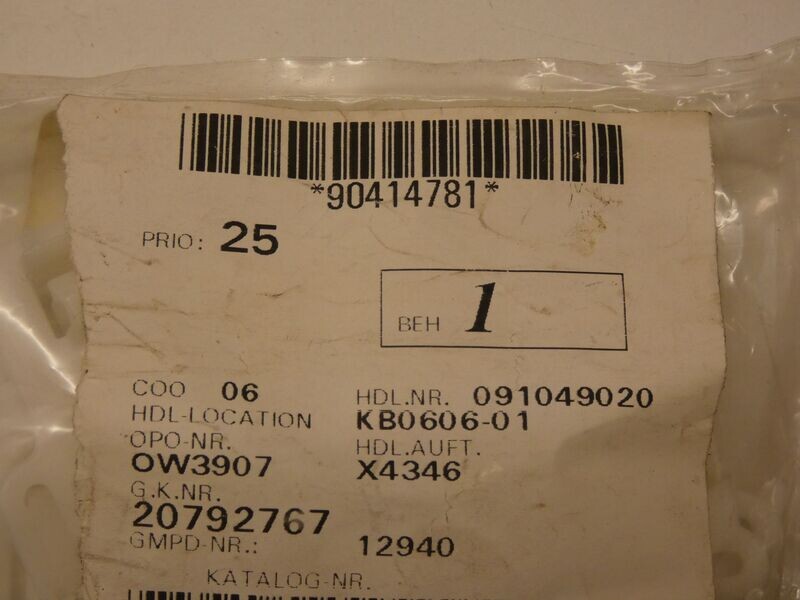 *90414781*
PRIO: 25
BEH 1
COO 06 HDL.NR. 091049020
HDL-LOCATION KB0606-01
OPO-NR. HDL.AUFT.
OW3907 X4346
G.K.NR.
20792767
GMPD-NR.: 12940
KATALOG-NR.